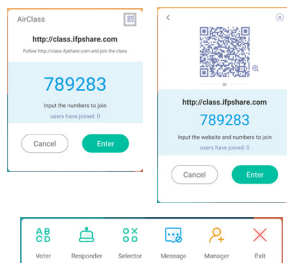 AirClass
http://class.ifpshare.com
Follow http://class.ifpshare.com and join the class
789283
Input the numbers to join
users have joined: 0
Cancel
Enter
or
http://class.ifpshare.com
789283
Input the website and numbers to join
users have joined: 0
Cancel
Enter
AB
CD
Voter
Responder
Selector
Message
Manager
Exit